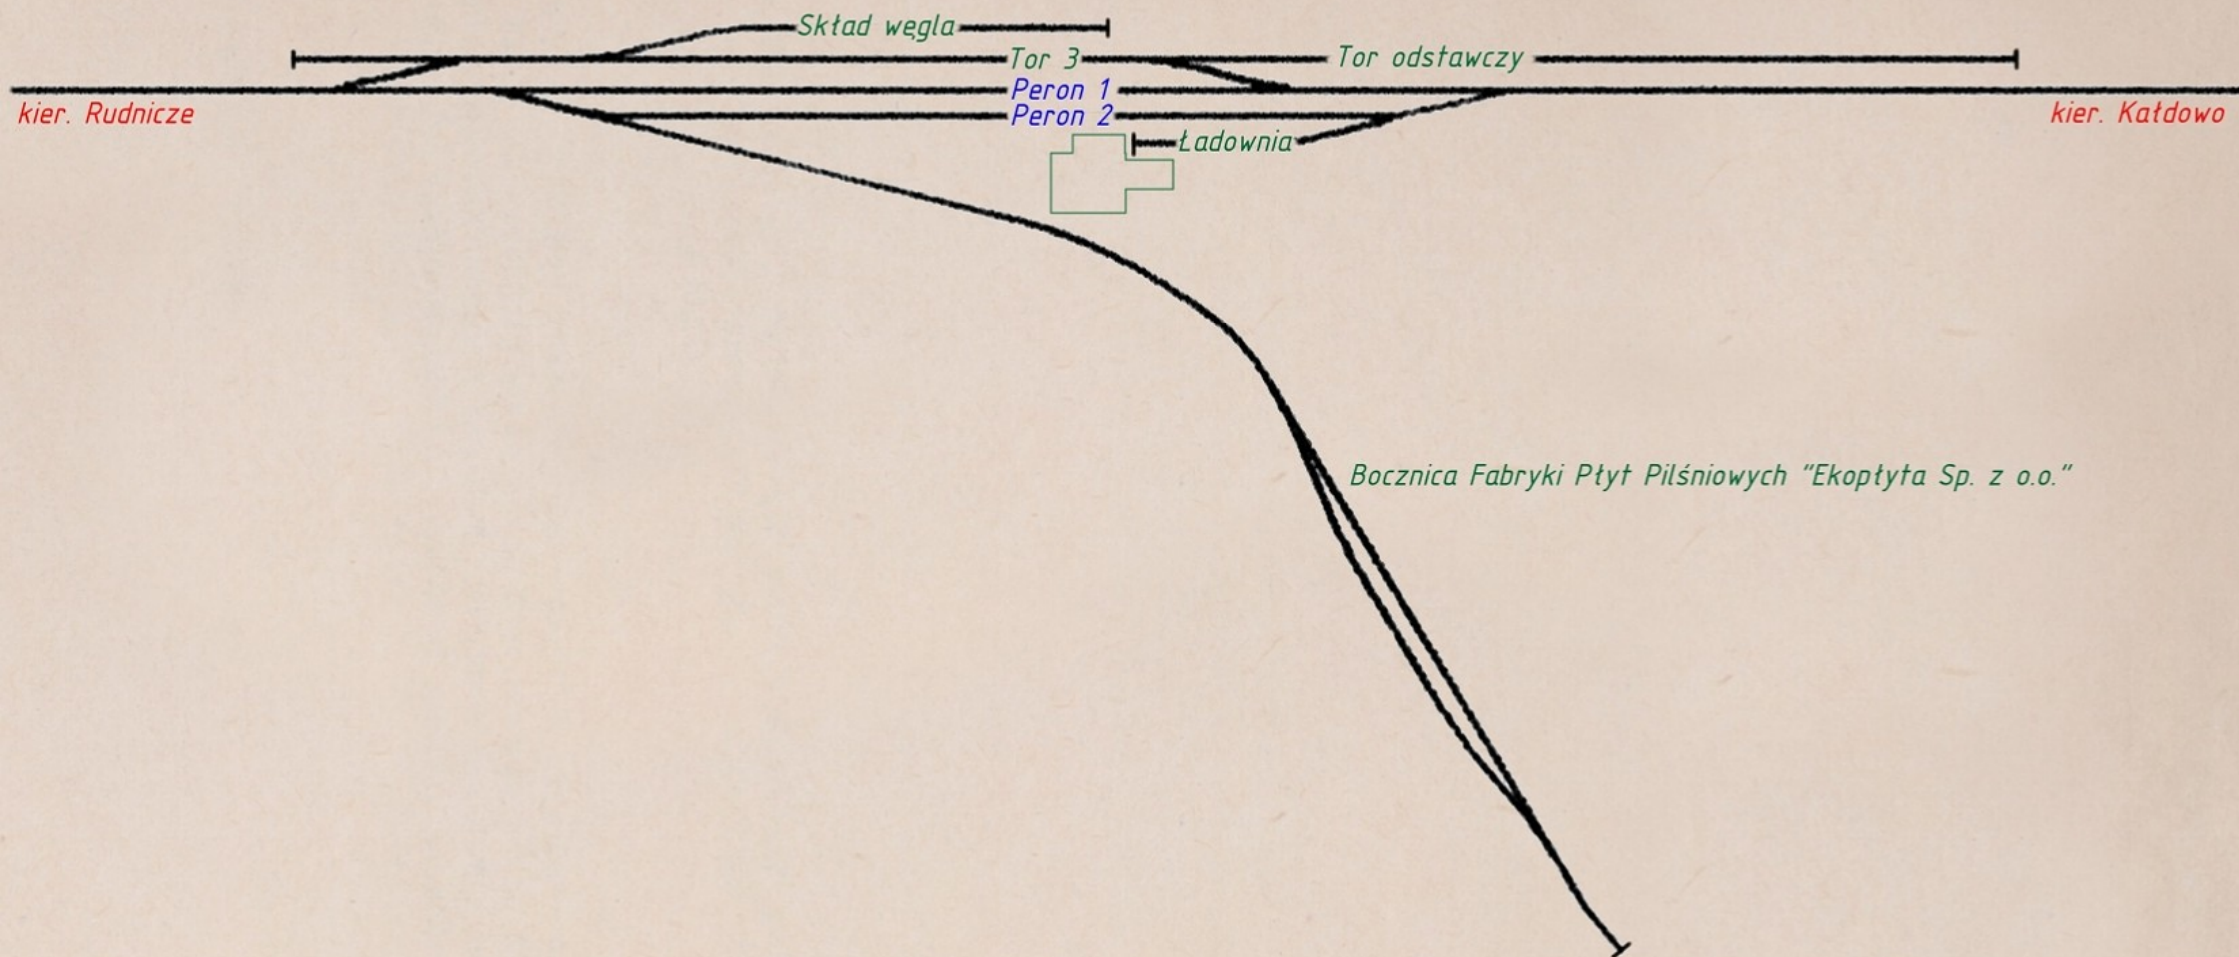 Skład węgla
Tor 3
Tor odstawczy
Peron 1
kier. Rudnicze
Peron 2
kier. Kałdowo
Ładownia
Bocznica Fabryki Płyt Pilśniowych "Ekopłyta Sp. z o.o."